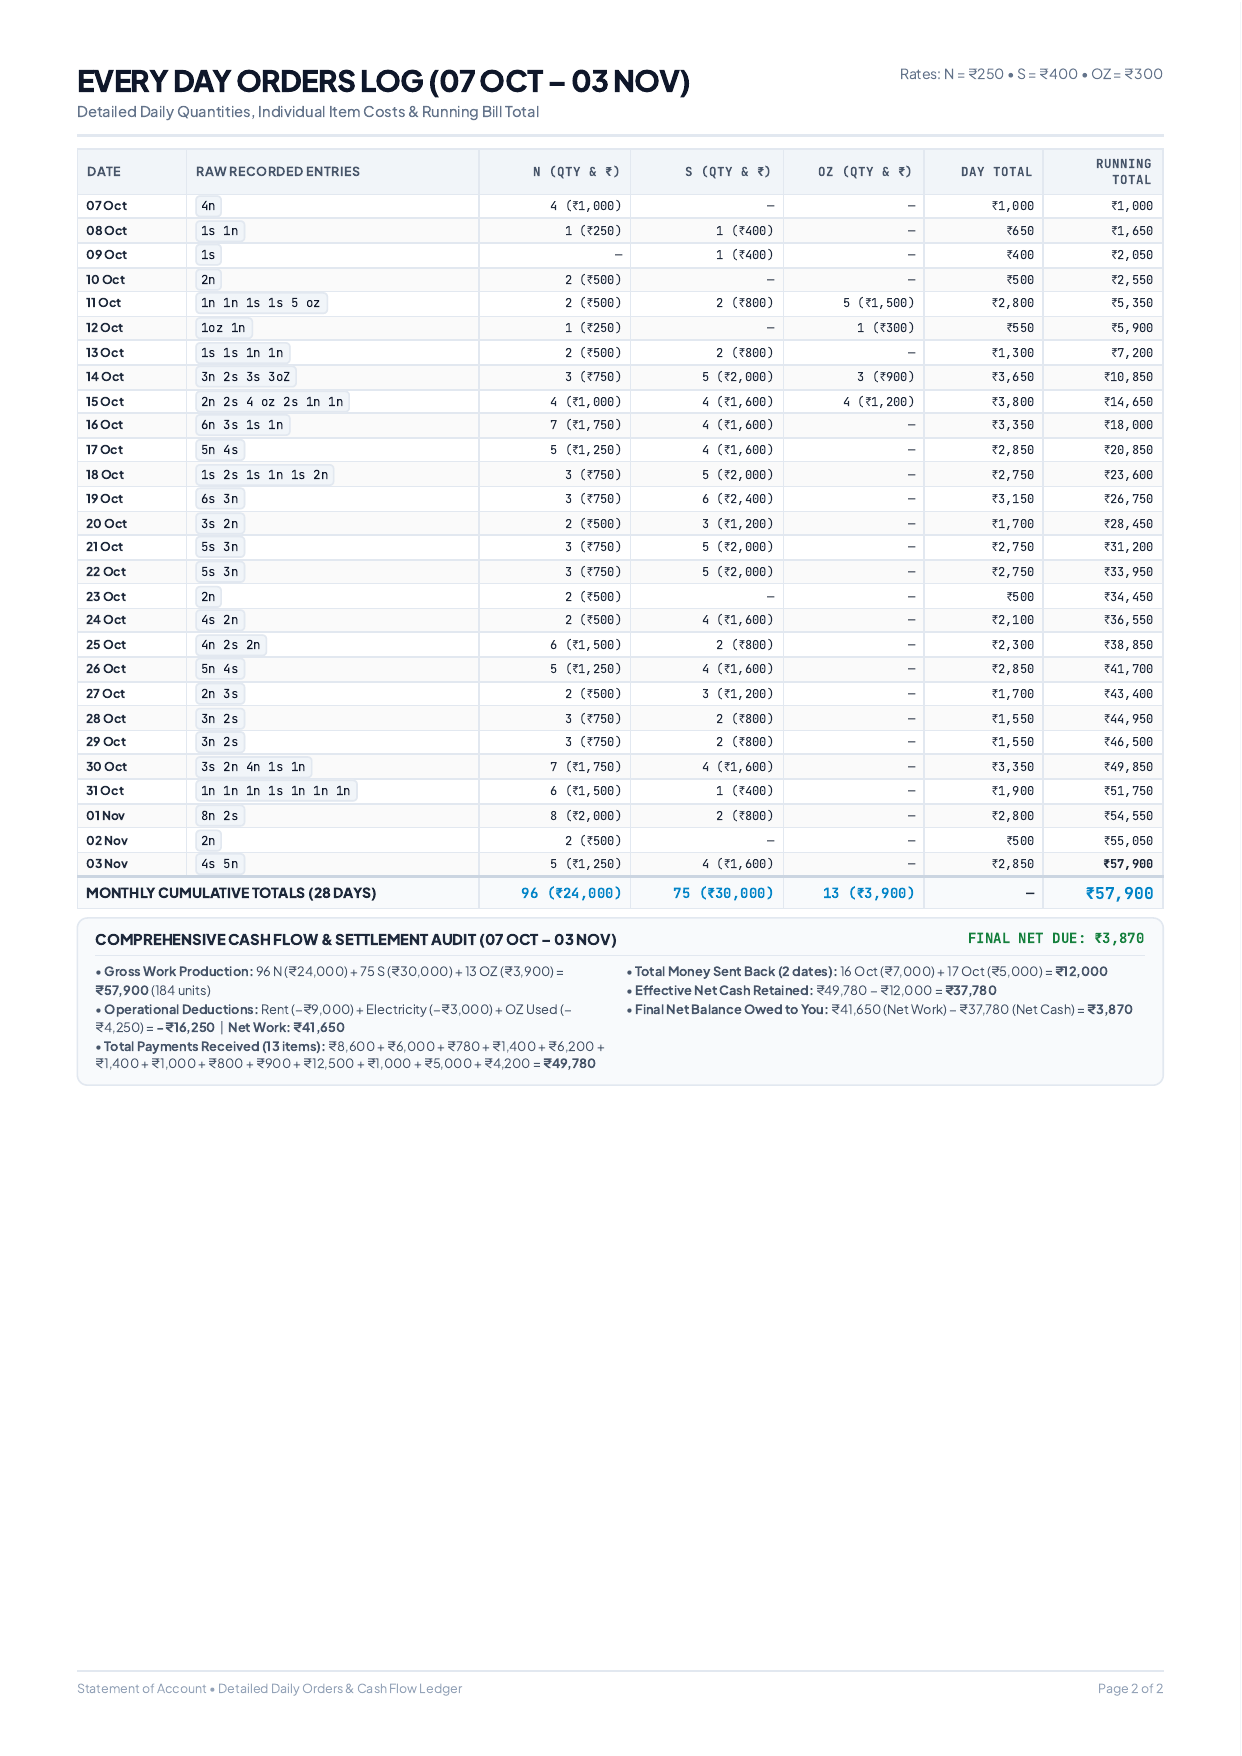 EVERY DAY ORDERS LOG (07 OCT – 03 NOV)
Rates: N = ₹250 • S = ₹400 • OZ = ₹300
Detailed Daily Quantities, Individual Item Costs & Running Bill Total
DATE RAW RECORDED ENTRIES N (QTY & ₹) S (QTY & ₹) OZ (QTY & ₹) DAY TOTAL RUNNING TOTAL
07 Oct 4n 4 (₹1,000) – – ₹1,000 ₹1,000
08 Oct 1s 1n 1 (₹250) 1 (₹400) – ₹650 ₹1,650
09 Oct 1s – 1 (₹400) – ₹400 ₹2,050
10 Oct 2n 2 (₹500) – – ₹500 ₹2,550
11 Oct 1n 1n 1s 1s 5 oz 2 (₹500) 2 (₹800) 5 (₹1,500) ₹2,800 ₹5,350
12 Oct 1oz 1n 1 (₹250) – 1 (₹300) ₹550 ₹5,900
13 Oct 1s 1s 1n 1n 2 (₹500) 2 (₹800) – ₹1,300 ₹7,200
14 Oct 3n 2s 3s 3oZ 3 (₹750) 5 (₹2,000) 3 (₹900) ₹3,650 ₹10,850
15 Oct 2n 2s 4 oz 2s 1n 1n 4 (₹1,000) 4 (₹1,600) 4 (₹1,200) ₹3,800 ₹14,650
16 Oct 6n 3s 1s 1n 7 (₹1,750) 4 (₹1,600) – ₹3,350 ₹18,000
17 Oct 5n 4s 5 (₹1,250) 4 (₹1,600) – ₹2,850 ₹20,850
18 Oct 1s 2s 1s 1n 1s 2n 3 (₹750) 5 (₹2,000) – ₹2,750 ₹23,600
19 Oct 6s 3n 3 (₹750) 6 (₹2,400) – ₹3,150 ₹26,750
20 Oct 3s 2n 2 (₹500) 3 (₹1,200) – ₹1,700 ₹28,450
21 Oct 5s 3n 3 (₹750) 5 (₹2,000) – ₹2,750 ₹31,200
22 Oct 5s 3n 3 (₹750) 5 (₹2,000) – ₹2,750 ₹33,950
23 Oct 2n 2 (₹500) – – ₹500 ₹34,450
24 Oct 4s 2n 2 (₹500) 4 (₹1,600) – ₹2,100 ₹36,550
25 Oct 4n 2s 2n 6 (₹1,500) 2 (₹800) – ₹2,300 ₹38,850
26 Oct 5n 4s 5 (₹1,250) 4 (₹1,600) – ₹2,850 ₹41,700
27 Oct 2n 3s 2 (₹500) 3 (₹1,200) – ₹1,700 ₹43,400
28 Oct 3n 2s 3 (₹750) 2 (₹800) – ₹1,550 ₹44,950
29 Oct 3n 2s 3 (₹750) 2 (₹800) – ₹1,550 ₹46,500
30 Oct 3s 2n 4n 1s 1n 7 (₹1,750) 4 (₹1,600) – ₹3,350 ₹49,850
31 Oct 1n 1n 1n 1s 1n 1n 1n 6 (₹1,500) 1 (₹400) – ₹1,900 ₹51,750
01 Nov 8n 2s 8 (₹2,000) 2 (₹800) – ₹2,800 ₹54,550
02 Nov 2n 2 (₹500) – – ₹500 ₹55,050
03 Nov 4s 5n 5 (₹1,250) 4 (₹1,600) – ₹2,850 ₹57,900
MONTHLY CUMULATIVE TOTALS (28 DAYS) 96 (₹24,000) 75 (₹30,000) 13 (₹3,900) – ₹57,900
COMPREHENSIVE CASH FLOW & SETTLEMENT AUDIT (07 OCT – 03 NOV)
FINAL NET DUE: ₹3,870
• Gross Work Production: 96 N (₹24,000) + 75 S (₹30,000) + 13 OZ (₹3,900) =
₹57,900 (184 units)
• Operational Deductions: Rent (−₹9,000) + Electricity (−₹3,000) + OZ Used (−
₹4,250) = −₹16,250 | Net Work: ₹41,650
• Total Payments Received (13 items): ₹8,600 + ₹6,000 + ₹780 + ₹1,400 + ₹6,200 +
₹1,400 + ₹1,000 + ₹800 + ₹900 + ₹12,500 + ₹1,000 + ₹5,000 + ₹4,200 = ₹49,780
• Total Money Sent Back (2 dates): 16 Oct (₹7,000) + 17 Oct (₹5,000) = ₹12,000
• Effective Net Cash Retained: ₹49,780 − ₹12,000 = ₹37,780
• Final Net Balance Owed to You: ₹41,650 (Net Work) − ₹37,780 (Net Cash) = ₹3,870
Statement of Account • Detailed Daily Orders & Cash Flow Ledger
Page 2 of 2